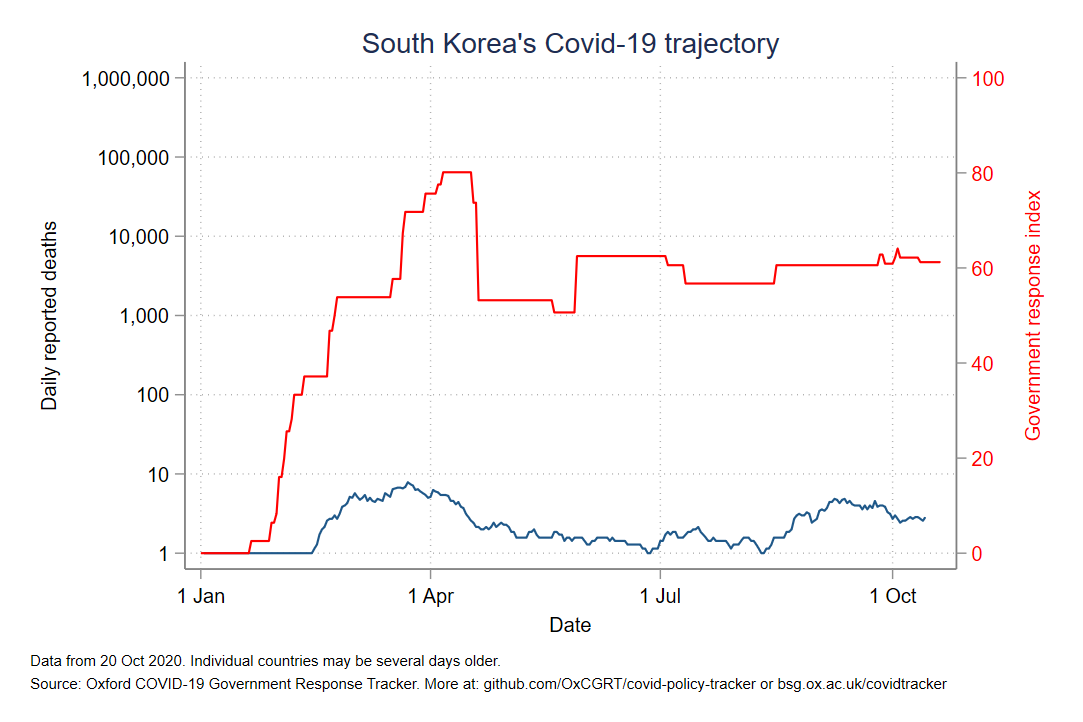 South Korea's Covid-19 trajectory
1,000,000
100,000
10,000
1,000
100
10
1
Daily reported deaths
100
80
60
40
20
0
Government response index
1 Jan
1 Apr
1 Jul
1 Oct
Date
Data from 20 Oct 2020. Individual countries may be several days older.
Source: Oxford COVID-19 Government Response Tracker. More at: github.com/OxCGRT/covid-policy-tracker or bsg.ox.ac.uk/covidtracker